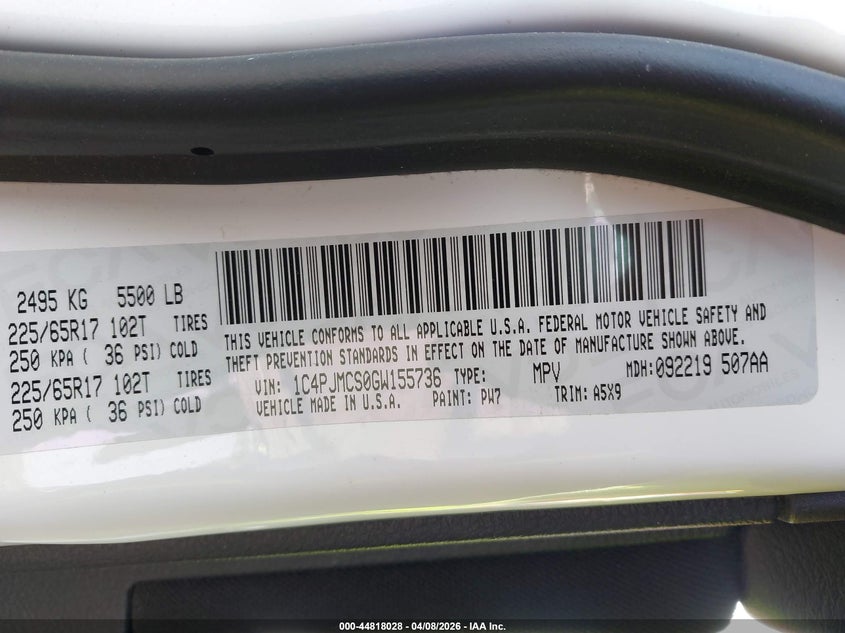 2495 KG 5500 LB
225/65R17 102T TIRES
250 KPA ( 36 PSI) COLD
225/65R17 102T TIRES
250 KPA ( 36 PSI) COLD
THIS VEHICLE CONFORMS TO ALL APPLICABLE U.S.A. FEDERAL MOTOR VEHICLE SAFETY AND
THEFT PREVENTION STANDARDS IN EFFECT ON THE DATE OF MANUFACTURE SHOWN ABOVE.
VIN: 1C4PJMCS0GW155736 TYPE: MPV MDH: 092219 507AA
VEHICLE MADE IN U.S.A. PAINT: PW7 TRIM: A5X9
000-44818028 - 04/08/2026 - IAA Inc.